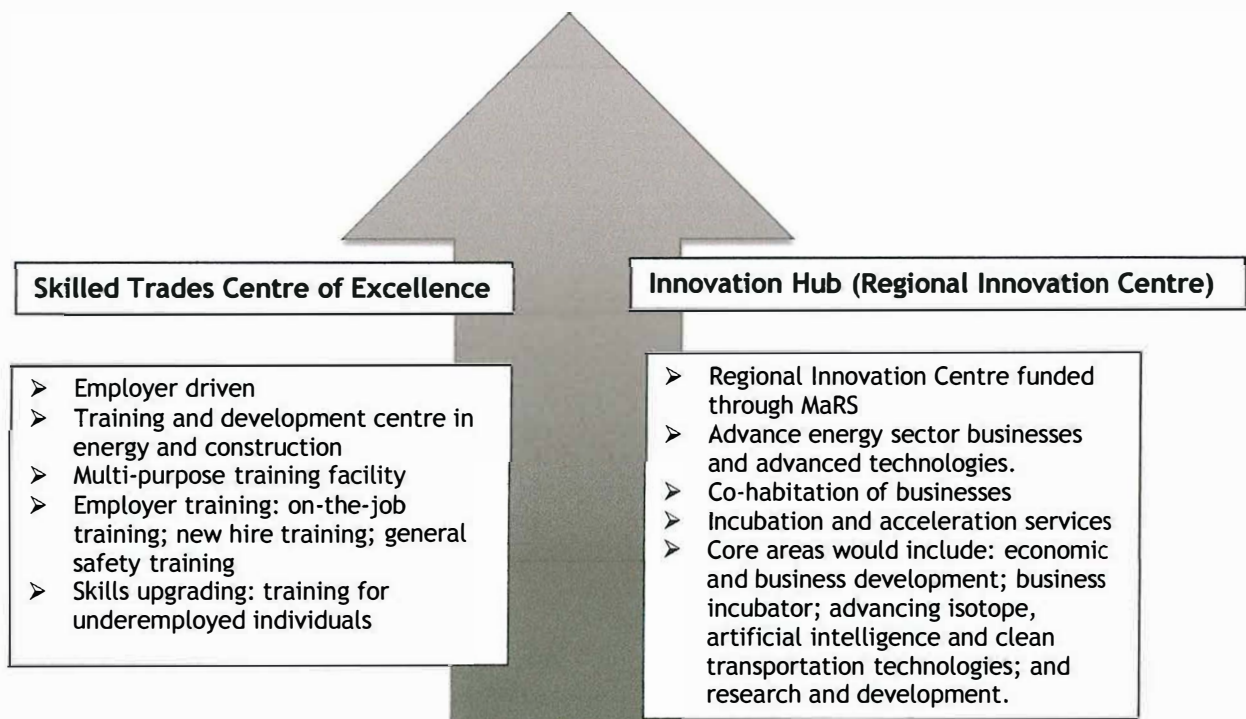 Skilled Trades Centre of Excellence
➢ Employer driven
➢ Training and development centre in
energy and construction
➢ Multi-purpose training facility
➢ Employer training: on-the-job
training; new hire training; general
safety training
➢ Skills upgrading: training for
underemployed individuals
Innovation Hub (Regional Innovation Centre)
➢ Regional Innovation Centre funded
through MaRS
➢ Advance energy sector businesses
and advanced technologies.
➢ Co-habitation of businesses
➢ Incubation and acceleration services
➢ Core areas would include: economic
and business development; business
incubator; advancing isotope,
artificial intelligence and clean
transportation technologies; and
research and development.